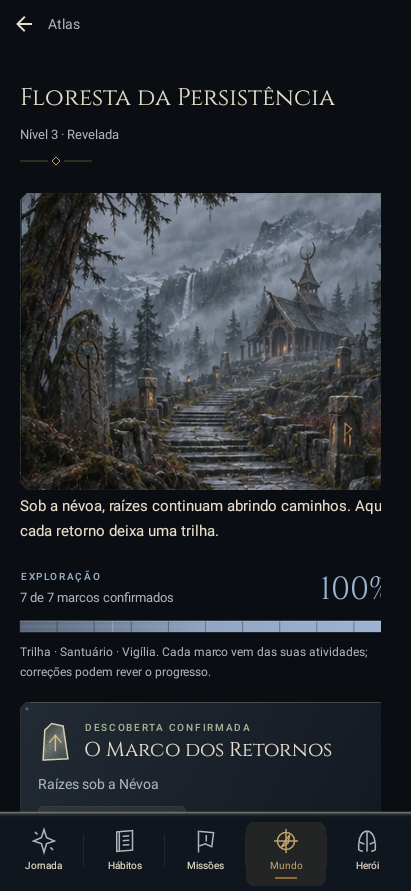 Atlas
Floresta da Persistência
Nível 3 · Revelada
Sob a névoa, raízes continuam abrindo caminhos. Aqu
cada retorno deixa uma trilha.
EXPLORAÇÃO
7 de 7 marcos confirmados
100%
Trilha · Santuário · Vigília. Cada marco vem das suas atividades;
correções podem rever o progresso.
DESCOBERTA CONFIRMADA
O Marco dos Retornos
Raízes sob a Névoa
Jornada
Hábitos
Missões
Mundo
Herói